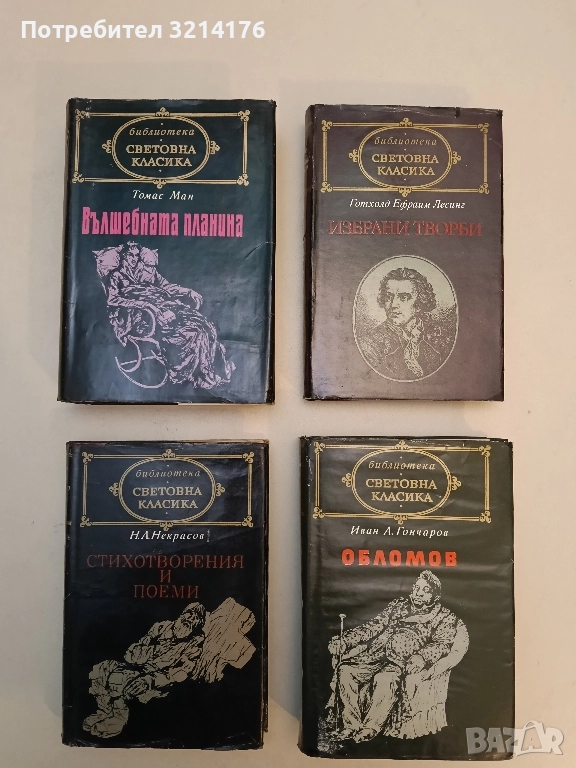 Потребител 3214176
библиотека
СВЕТОВНА
КЛАСИКА
Томас Ман
Вълшебната планина
библиотека
СВЕТОВНА
КЛАСИКА
Готхолд Ефраим Лесинг
ИЗБРАНИ ТВОРБИ
библиотека
СВЕТОВНА
КЛАСИКА
Н.А.Некрасов
СТИХОТВОРЕНИЯ
И
ПОЕМИ
библиотека
СВЕТОВНА
КЛАСИКА
Иван А. Гончаров
ОБЛОМОВ
BAZAR